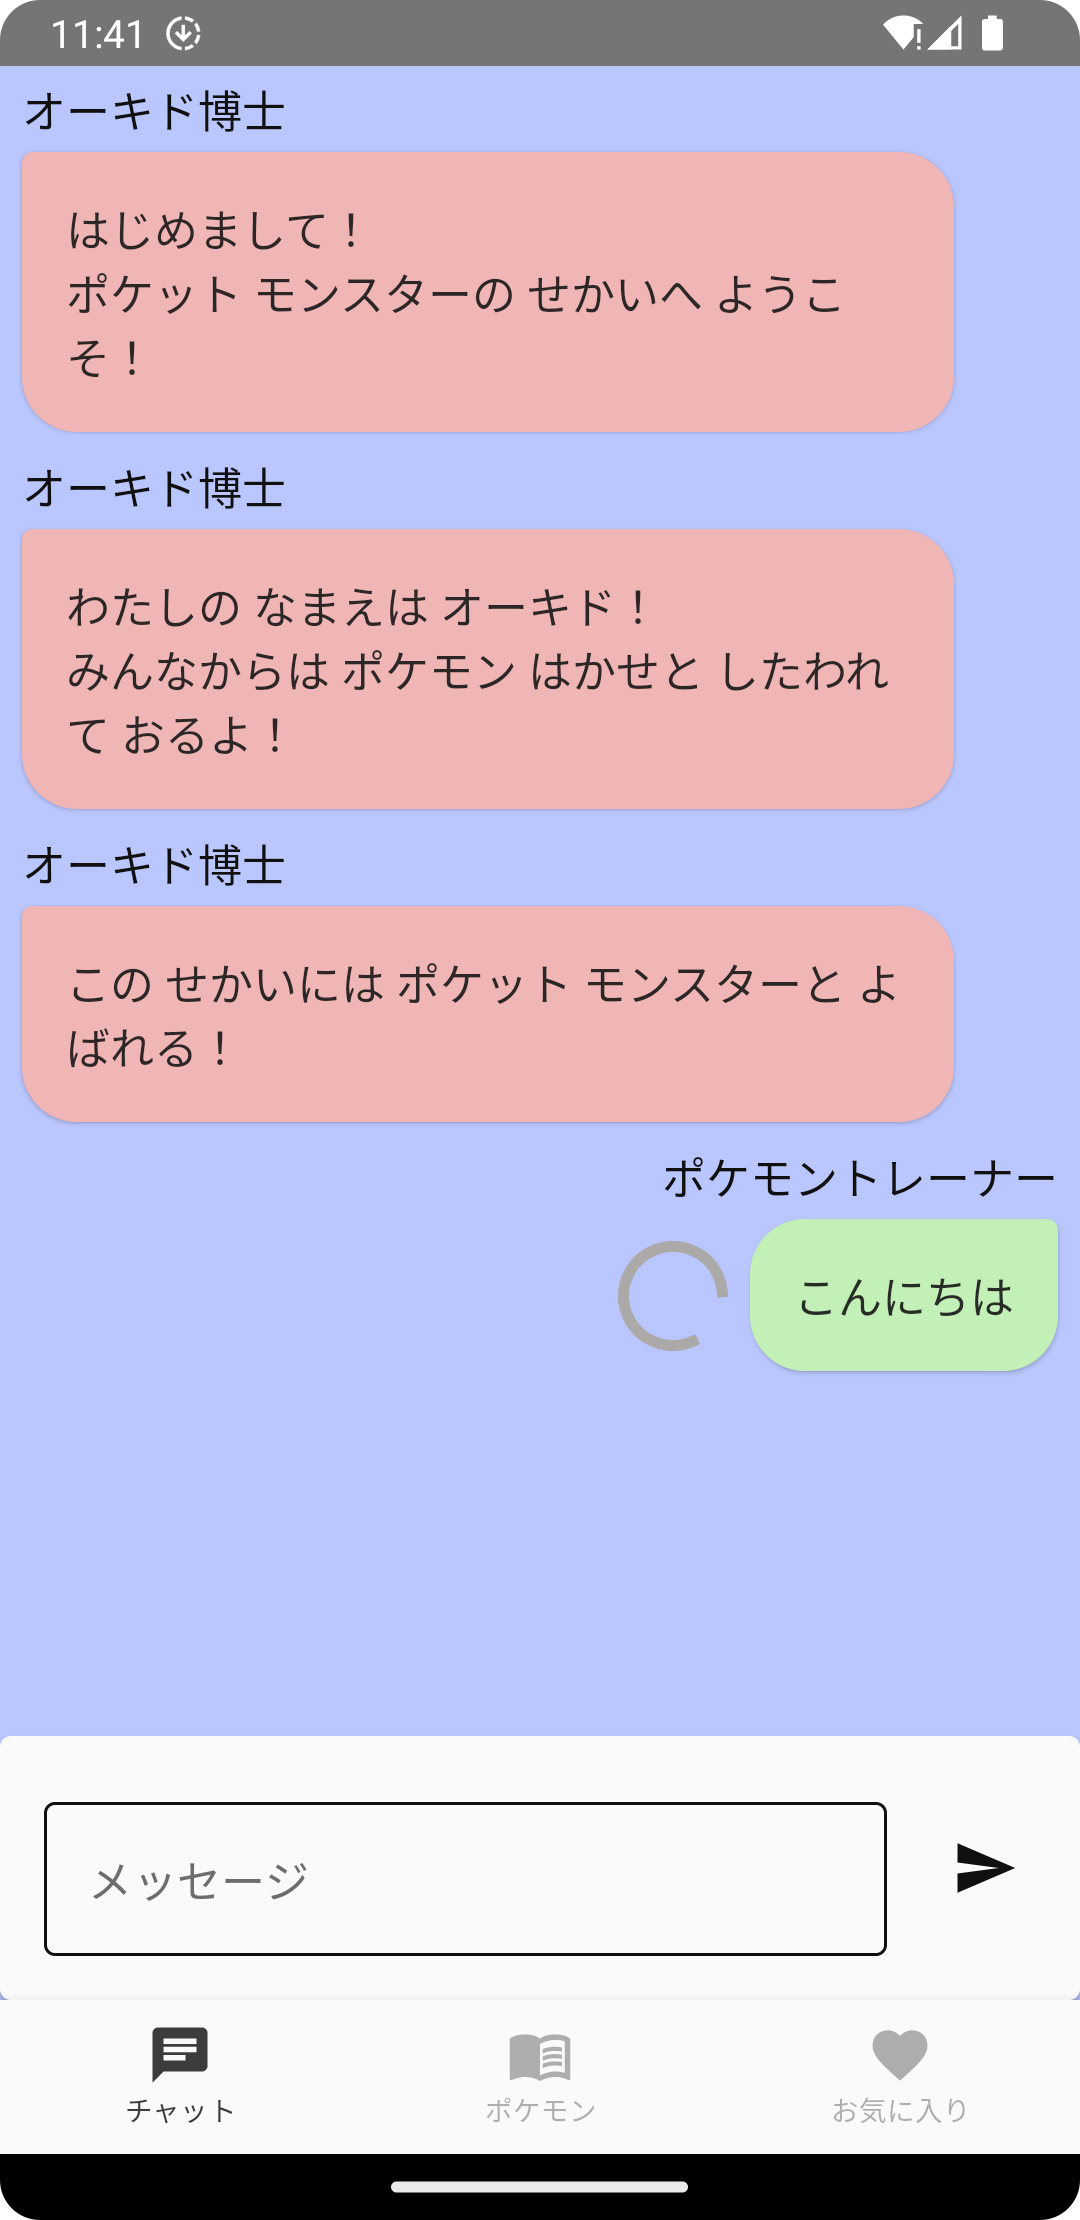 11:41
オーキド博士
はじめまして！
ポケット モンスターの せかいへ ようこ
そ！
オーキド博士
わたしの なまえは オーキド！
みんなからは ポケモン はかせと したわれ
て おるよ！
オーキド博士
この せかいには ポケット モンスターと よ
ばれる！
ポケモントレーナー
こんにちは
メッセージ
チャット
ポケモン
お気に入り